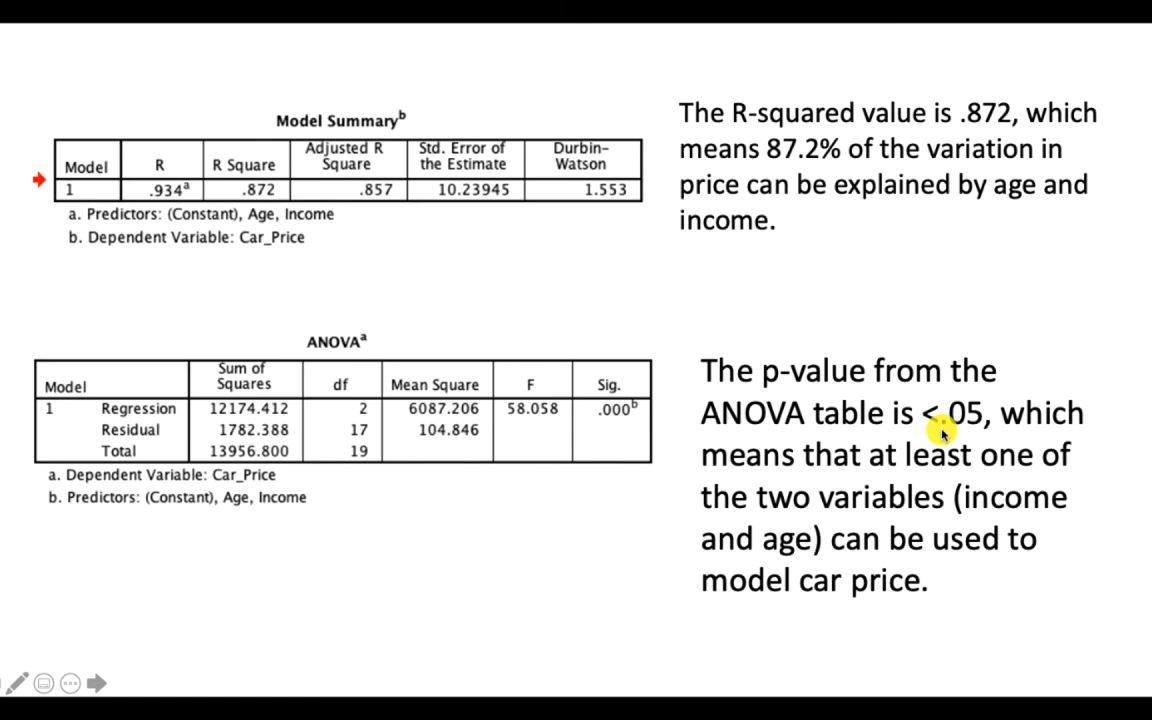 Model Summaryb
Model R R Square Adjusted R Square Std. Error of the Estimate Durbin-Watson
1 .934a .872 .857 10.23945 1.553
a. Predictors: (Constant), Age, Income
b. Dependent Variable: Car_Price
The R-squared value is .872, which
means 87.2% of the variation in
price can be explained by age and
income.
ANOVAa
Model Sum of Squares df Mean Square F Sig.
1 Regression 12174.412 2 6087.206 58.058 .000b
Residual 1782.388 17 104.846
Total 13956.800 19
a. Dependent Variable: Car_Price
b. Predictors: (Constant), Age, Income
The p-value from the
ANOVA table is <.05, which
means that at least one of
the two variables (income
and age) can be used to
model car price.